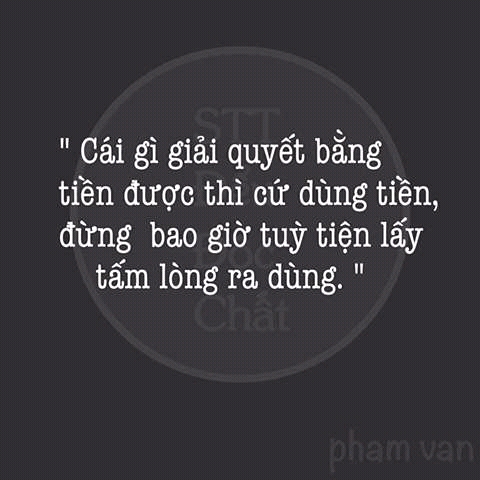 " Cái gì giải quyết bằng
tiền được thì cứ dùng tiền,
đừng  bao giờ tuỳ tiện lấy
tấm lòng ra dùng. "
STT
Độc
Chất
pham van